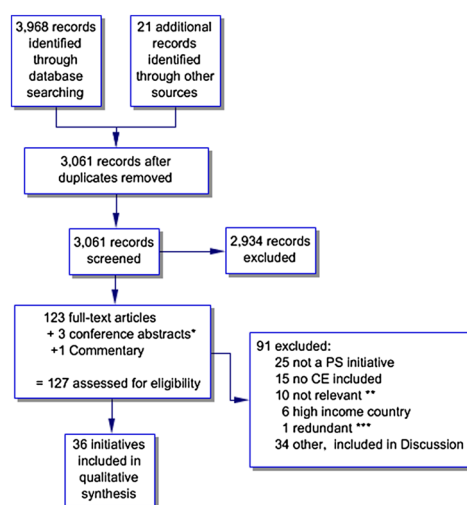 3,968 records
identified
through
database
searching
21 additional
records
identified
through other
sources
3,061 records after
duplicates removed
3,061 records
screened
2,934 records
excluded
123 full-text articles
+ 3 conference abstracts*
+1 Commentary
= 127 assessed for eligibility
91 excluded:
25 not a PS initiative
15 no CE included
10 not relevant **
6 high income country
1 redundant ***
34 other, included in Discussion
36 initiatives
included in
qualitative
synthesis